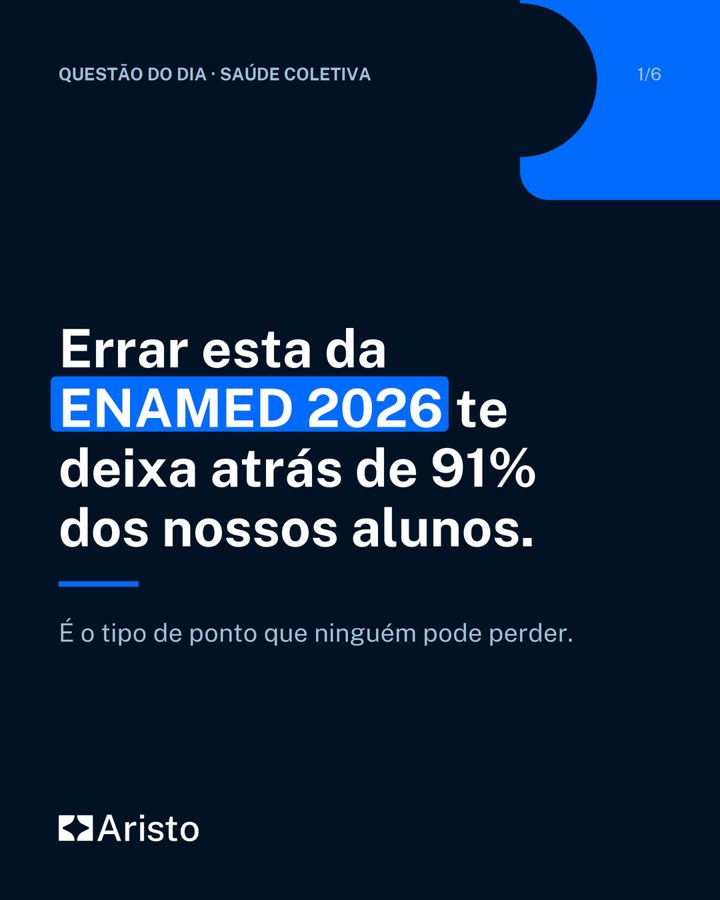 QUESTÃO DO DIA · SAÚDE COLETIVA
1/6
Errar esta da
ENAMED 2026 te
deixa atrás de 91%
dos nossos alunos.
É o tipo de ponto que ninguém pode perder.
Aristo